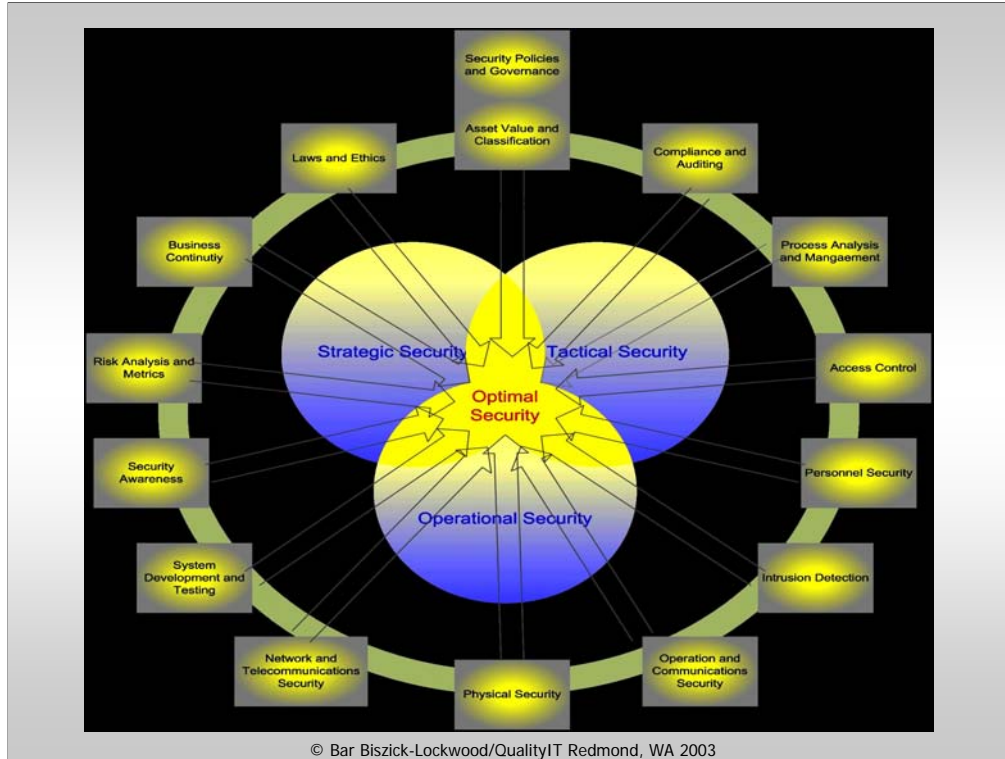 Security Policies
and Governance
Asset Value and
Classification
Laws and Ethics
Compliance and
Auditing
Business
Continutiy
Process Analysis
and Mangaement
Strategic Security
Tactical Security
Risk Analysis and
Metrics
Access Control
Optimal
Security
Security
Awareness
Personnel Security
Operational Security
System
Development and
Testing
Intrusion Detection
Network and
Telecommunications
Security
Physical Security
Operation and
Communications
Security
© Bar Biszick-Lockwood/QualityIT Redmond, WA 2003